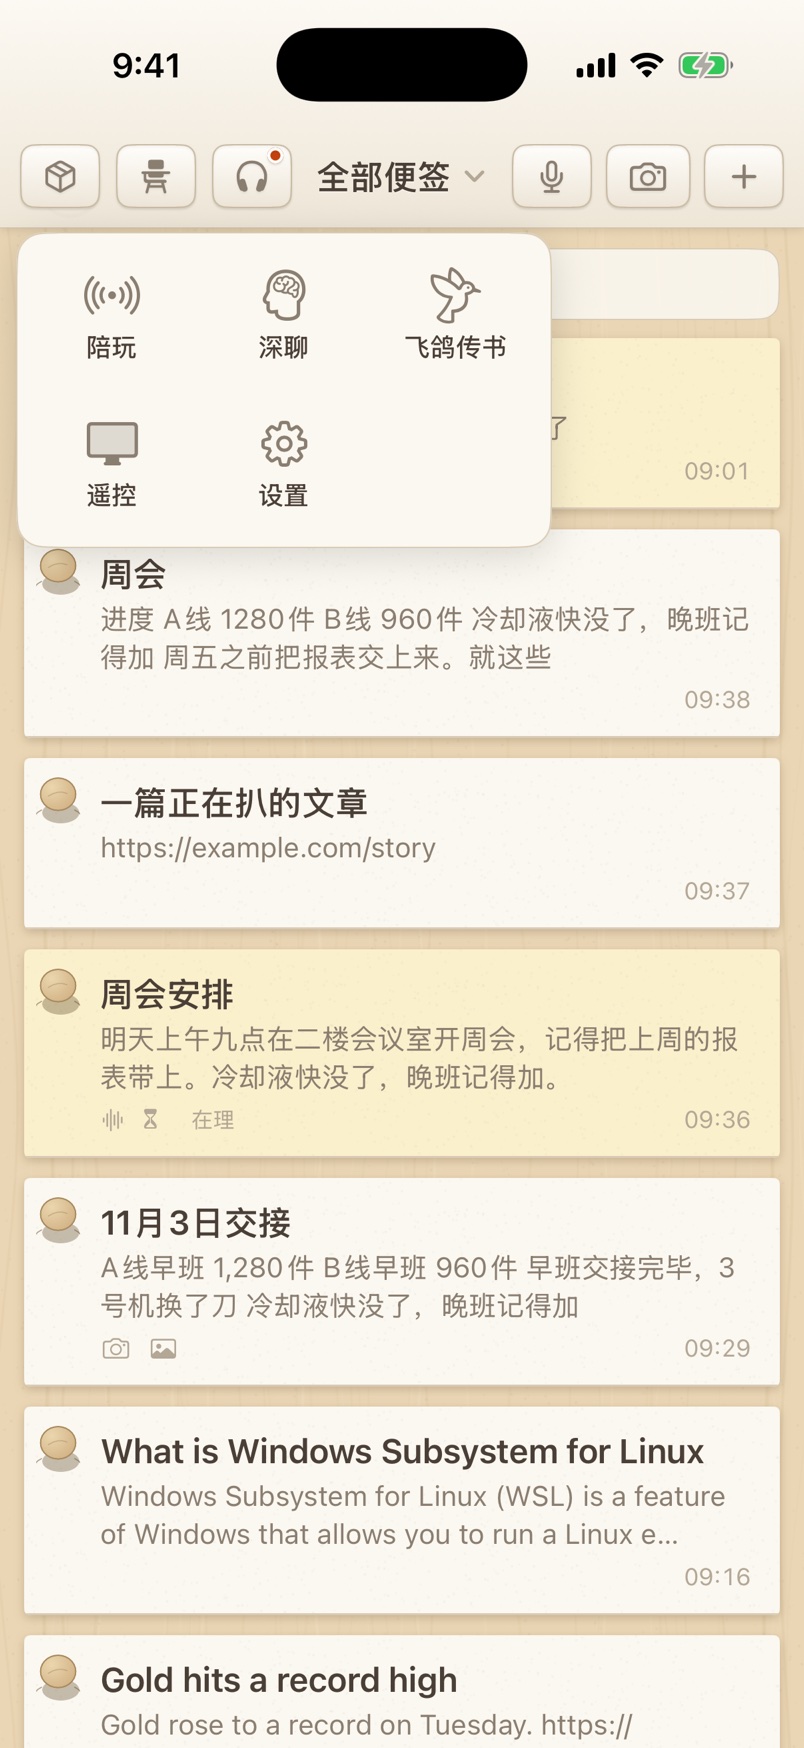 9:41
全部便签
陪玩
深聊
飞鸽传书
遥控
设置
了
09:01
周会
进度 A线 1280件 B线 960件 冷却液快没了，晚班记
得加 周五之前把报表交上来。就这些
09:38
一篇正在扒的文章
https://example.com/story
09:37
周会安排
明天上午九点在二楼会议室开周会，记得把上周的报
表带上。冷却液快没了，晚班记得加。
在理
09:36
11月3日交接
A线早班 1,280件 B线早班 960件 早班交接完毕，3
号机换了刀 冷却液快没了，晚班记得加
09:29
What is Windows Subsystem for Linux
Windows Subsystem for Linux (WSL) is a feature
of Windows that allows you to run a Linux e...
09:16
Gold hits a record high
Gold rose to a record on Tuesday. https://